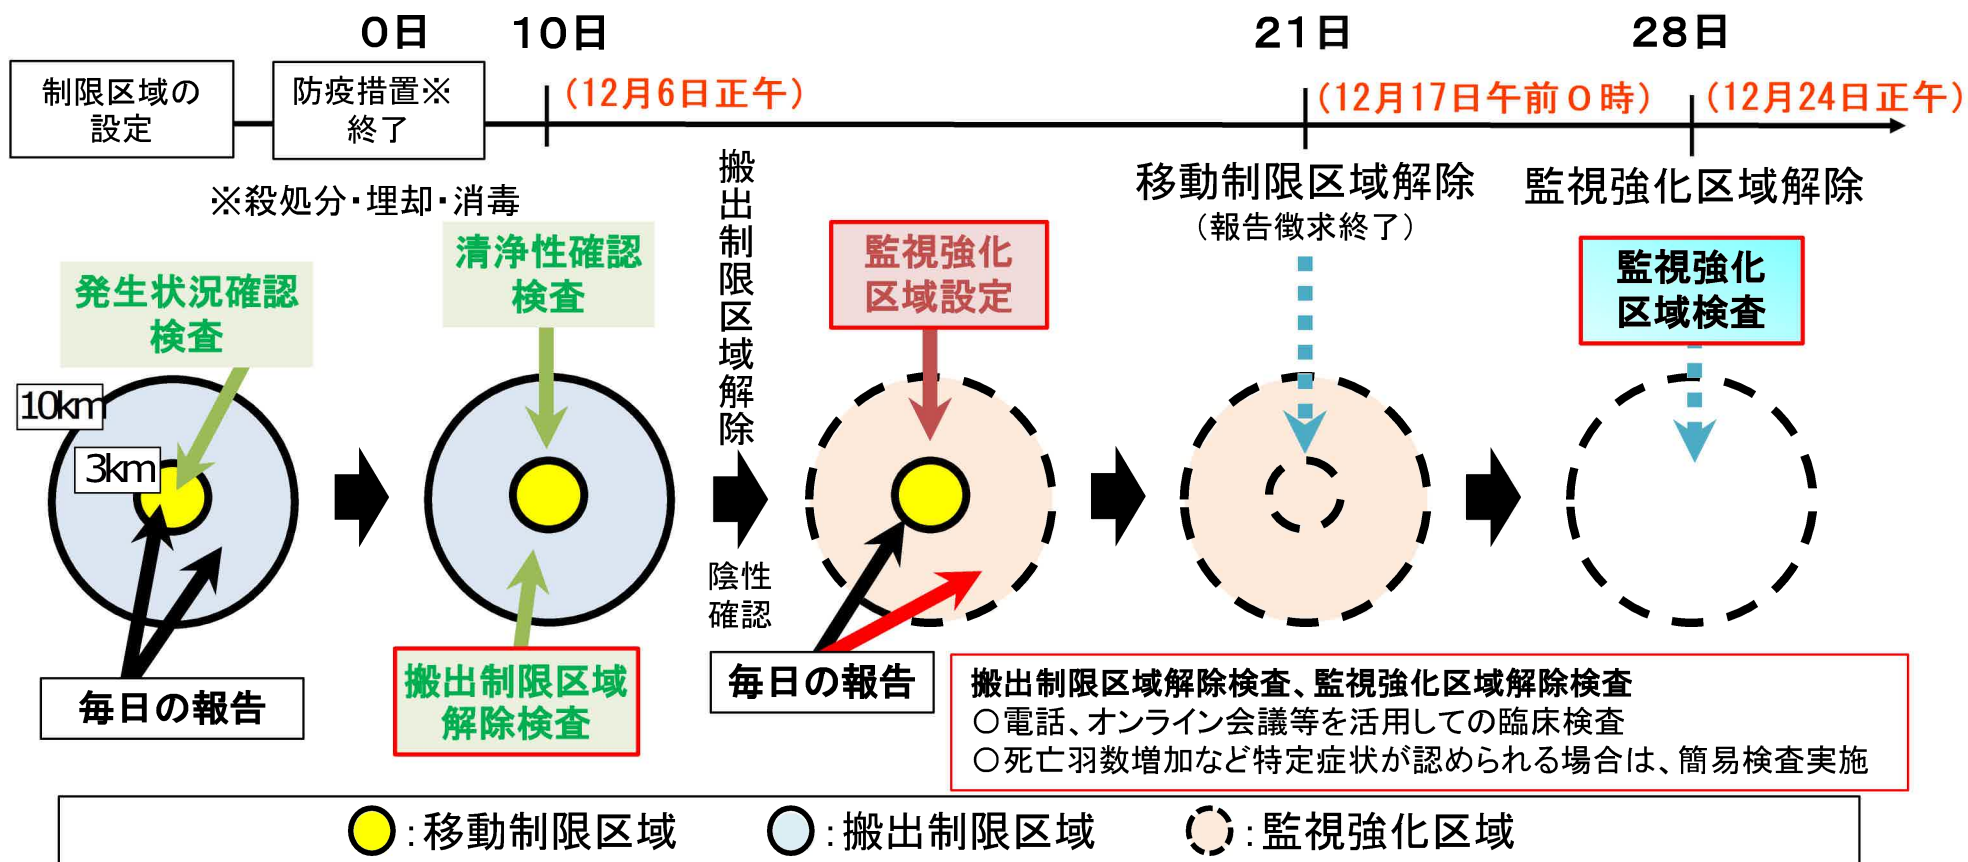 0日
10日
21日
28日
制限区域の
設定
防疫措置※
終了
(12月6日正午)
(12月17日午前０時)
(12月24日正午)
※殺処分・埋却・消毒
搬出制限区域解除
移動制限区域解除
(報告徴求終了)
監視強化区域解除
発生状況確認
検査
清浄性確認
検査
監視強化
区域設定
監視強化
区域検査
10km
3km
陰性
確認
毎日の報告
搬出制限区域
解除検査
毎日の報告
搬出制限区域解除検査、監視強化区域解除検査
○電話、オンライン会議等を活用しての臨床検査
○死亡羽数増加など特定症状が認められる場合は、簡易検査実施
：移動制限区域
：搬出制限区域
：監視強化区域